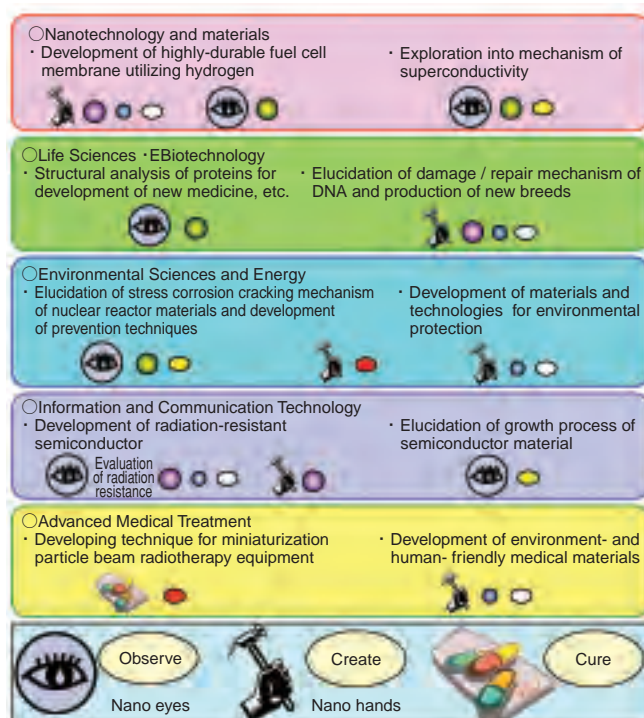 ○Nanotechnology and materials
・Development of highly-durable fuel cell
membrane utilizing hydrogen
・Exploration into mechanism of
superconductivity
○Life Sciences ・EBiotechnology
・Structural analysis of proteins for
development of new medicine, etc.
・Elucidation of damage / repair mechanism of
DNA and production of new breeds
○Environmental Sciences and Energy
・Elucidation of stress corrosion cracking mechanism
of nuclear reactor materials and development
of prevention techniques
・Development of materials and
technologies for environmental
protection
○Information and Communication Technology
・Development of radiation-resistant
semiconductor
Evaluation
of radiation
resistance
・Elucidation of growth process of
semiconductor material
○Advanced Medical Treatment
・Developing technique for miniaturization
particle beam radiotherapy equipment
・Development of environment- and
human- friendly medical materials
Observe
Nano eyes
Create
Nano hands
Cure